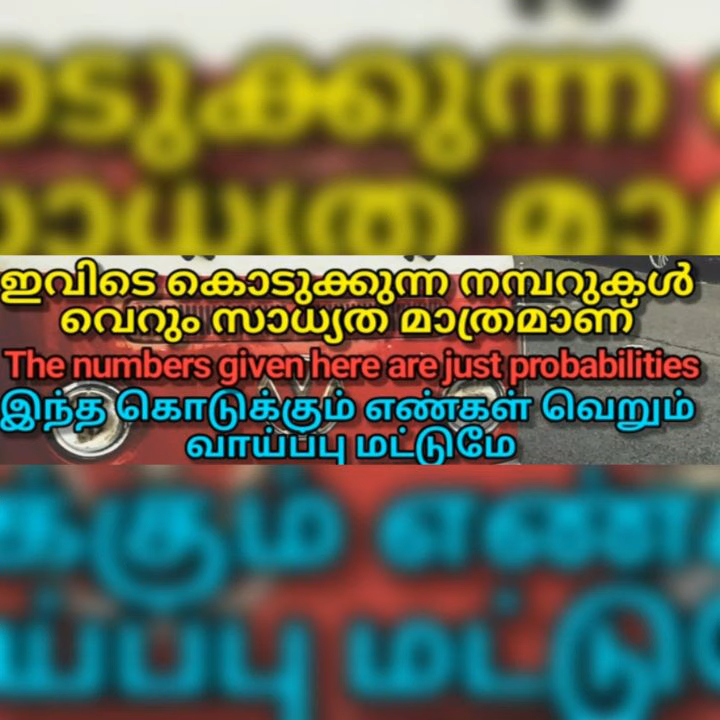 ഇവിടെ കൊടുക്കുന്ന നമ്പറുകൾ
വെറും സാധ്യത മാത്രമാണ്
The numbers given here are just probabilities
இந்த கொடுக்கும் எண்கள் வெறும்
வாய்ப்பு மட்டுமே